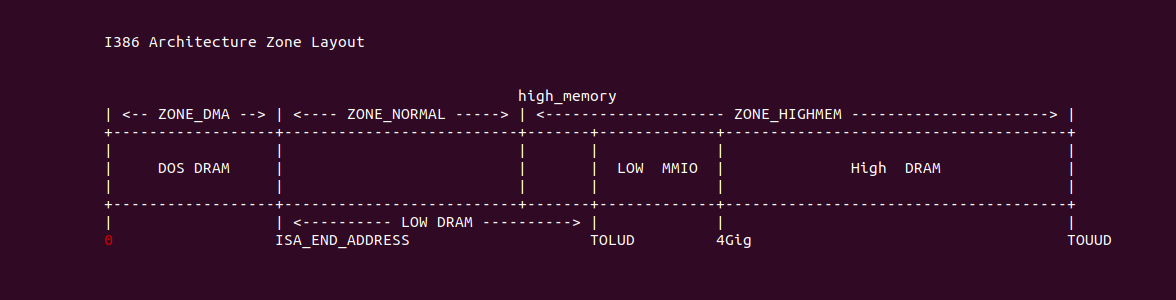 I386 Architecture Zone Layout
high_memory
| <-- ZONE_DMA --> | <---- ZONE_NORMAL -----> | <-------------------- ZONE_HIGHMEM ----------------------> |
+------------------+--------------------------+-------+-------------+--------------------------------------+
| | | | | |
| DOS DRAM | | | LOW MMIO | High DRAM |
| | | | | |
+------------------+--------------------------+-------+-------------+--------------------------------------+
| | <---------- LOW DRAM ----------> | | |
0 ISA_END_ADDRESS TOLUD 4Gig TOUUD